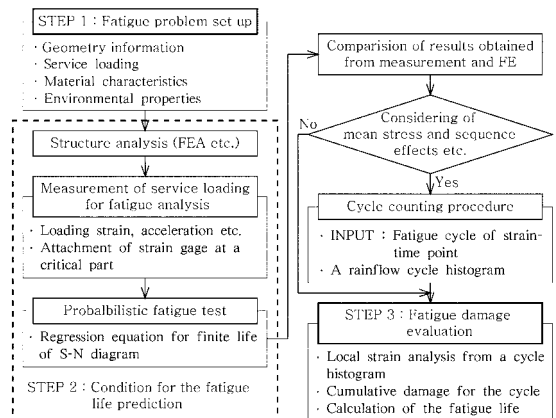 STEP 1 : Fatigue problem set up
· Geometry information
· Service loading
· Material characteristics
· Environmental properties
Structure analysis (FEA etc.)
Measurement of service loading
for fatigue analysis
· Loading strain, acceleration etc.
· Attachment of strain gage at a
critical part
Probalbilistic fatigue test
· Regression equation for finite life
of S-N diagram
STEP 2 : Condition for the fatigue
life prediction
Comparision of results obtained
from measurement and FE
No
Considering of
mean stress and sequence
effects etc.
Yes
Cycle counting procedure
· INPUT : Fatigue cycle of strain-
time point
· A rainflow cycle histogram
STEP 3 : Fatigue damage
evaluation
· Local strain analysis from a cycle
histogram
· Cumulative damage for the cycle
· Calculation of the fatigue life